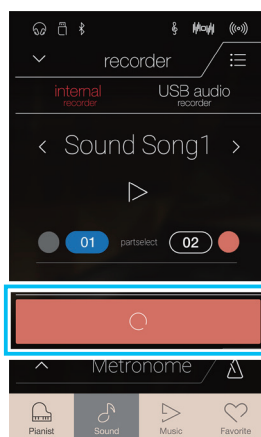 recorder
internal
recorder
USB audio
recorder
Sound Song1
01 partselect 02
Metronome
Pianist Sound Music Favorite